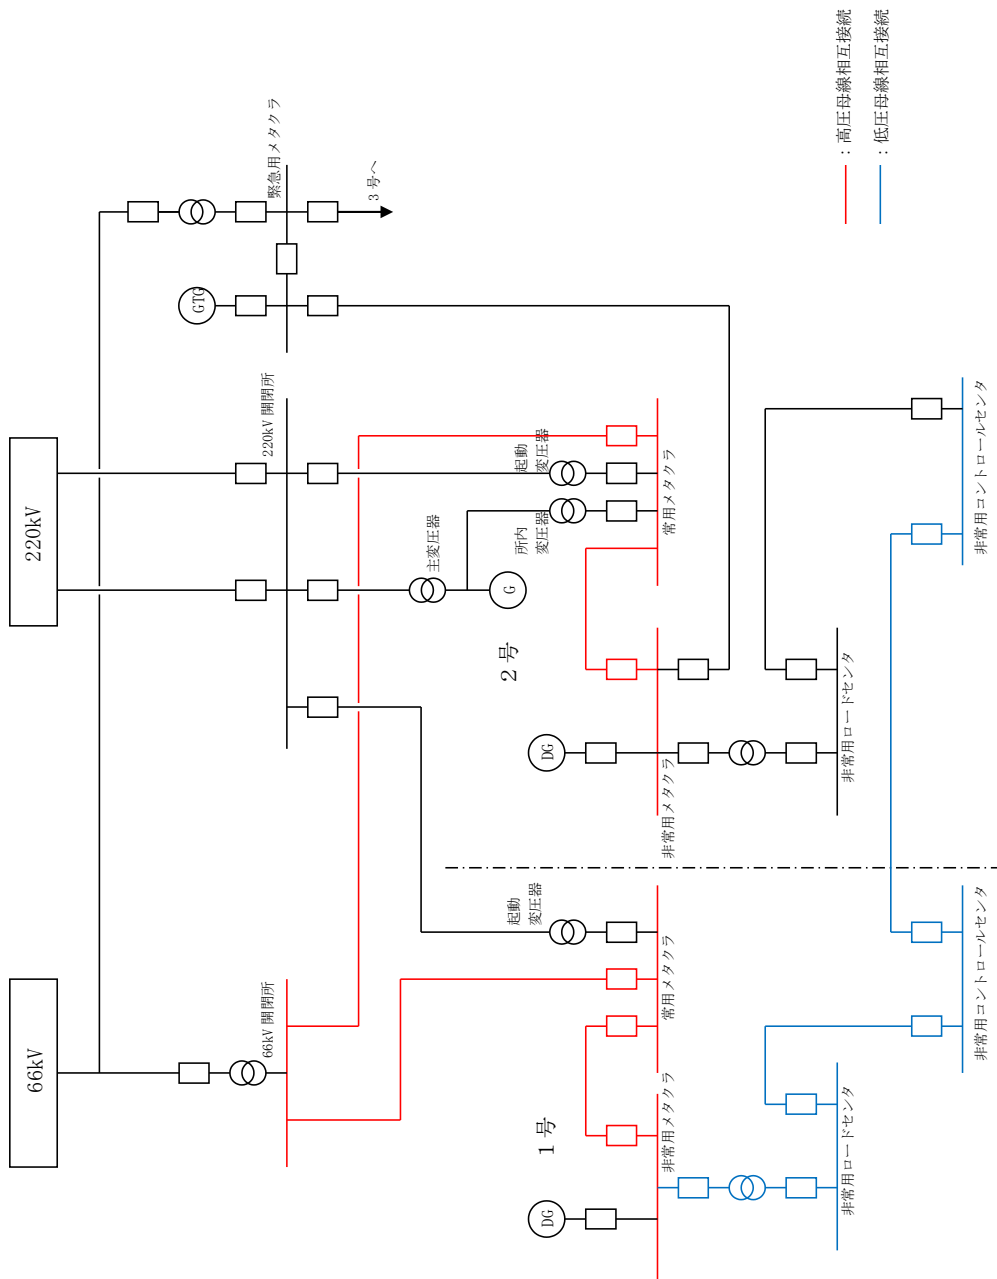 ：高圧母線相互接続
：低圧母線相互接続
緊急用メタクラ
3 号へ
GTG
220kV 開閉所
220kV
起動
変圧器
所内
変圧器
主変圧器
G
常用メタクラ
2 号
DG
非常用メタクラ
非常用ロードセンタ
非常用コントロールセンタ
66kV
66kV 開閉所
起動
変圧器
常用メタクラ
1 号
DG
非常用メタクラ
非常用ロードセンタ
非常用コントロールセンタ